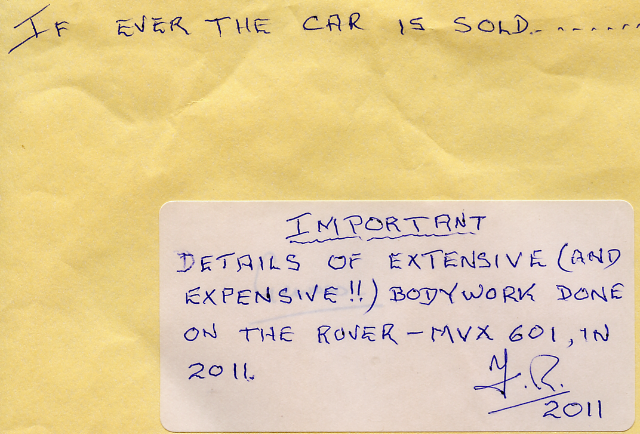 IF EVER THE CAR IS SOLD.........
IMPORTANT
DETAILS OF EXTENSIVE (AND
EXPENSIVE!!) BODYWORK DONE
ON THE ROVER - MVX 601, IN
2011.
F.R.
2011